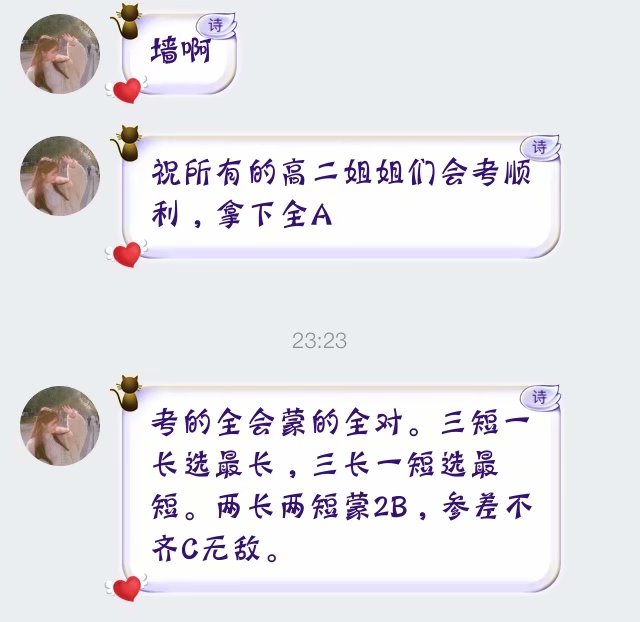 诗
墙啊
诗
祝所有的高二姐姐们会考顺
利，拿下全A
23:23
诗
考的全会蒙的全对。三短一
长选最长，三长一短选最
短。两长两短蒙2B，参差不
齐C无敌。